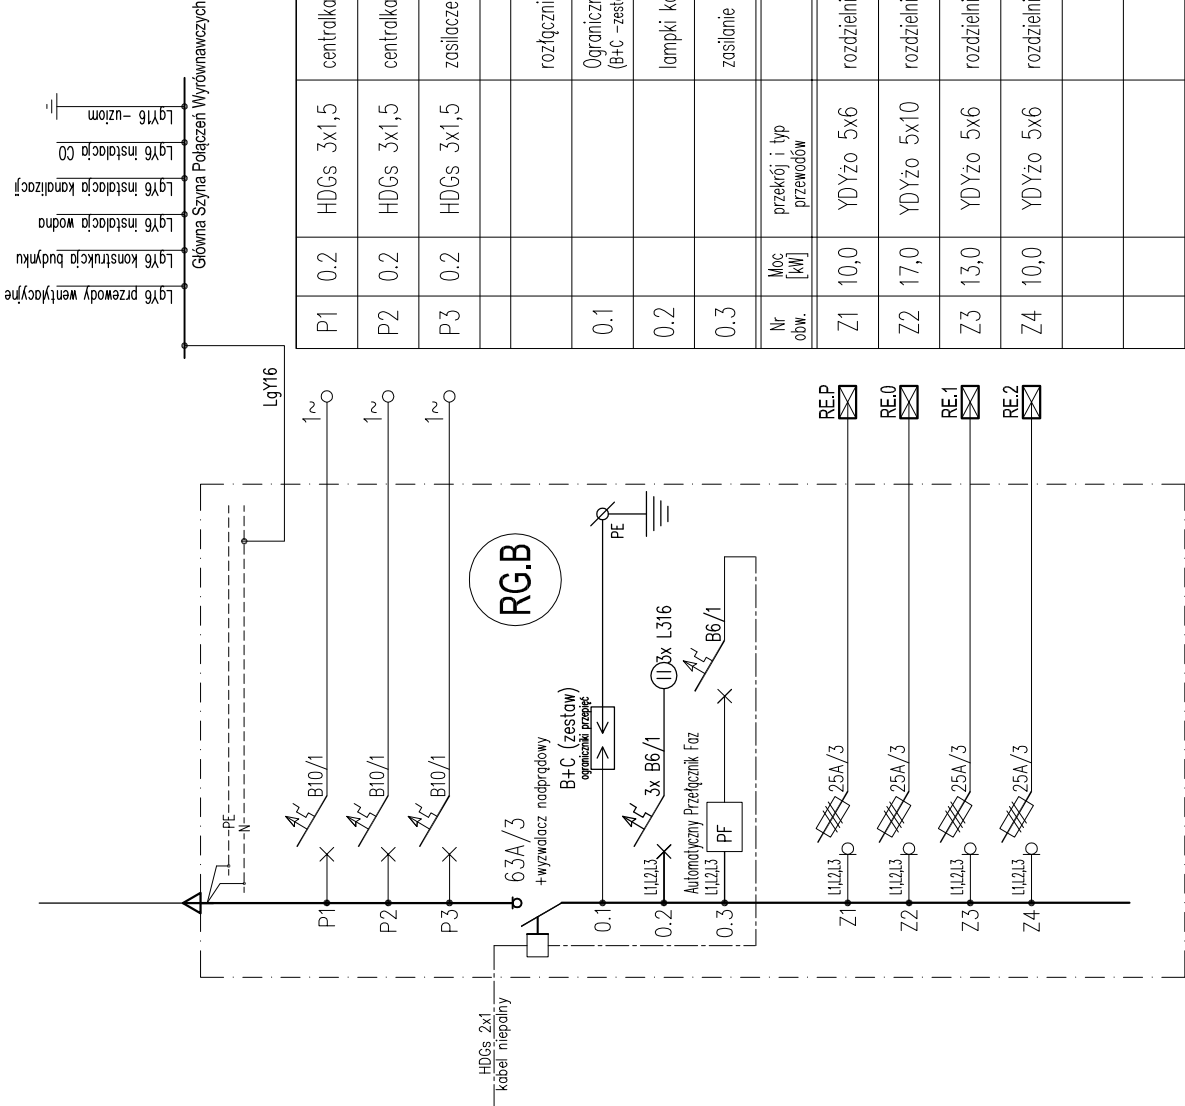 LgY16 -uziom
LgY6 instalacja CO
LgY6 instalacja kanalizacji
LgY6 instalacja wodna
LgY6 konstrukcja budynku
LgY6 przewody wentylacyjne
Główna Szyna Połączeń Wyrównawczych
LgY16
P1 0.2 HDGs 3x1,5 centralka
P2 0.2 HDGs 3x1,5 centralka
P3 0.2 HDGs 3x1,5 zasilacze
rozłączni
0.1 Ograniczn
(B+C -zest
0.2 lampki ko
0.3 zasilanie
Nr
obw.
Moc
[kW]
przekrój i typ
przewodów
Z1 10,0 YDYżo 5x6 rozdzielni
Z2 17,0 YDYżo 5x10 rozdzielni
Z3 13,0 YDYżo 5x6 rozdzielni
Z4 10,0 YDYżo 5x6 rozdzielni
PE
N
RG.B
P1 B10/1 1~
P2 B10/1 1~
P3 B10/1 1~
63A/3
+wyzwalacz nadprądowy
HDGs 2x1
kabel niepalny
B+C (zestaw)
ograniczniki przepięć
0.1 PE
0.2 L1,L2,L3 3x B6/1 3x L316
Automatyczny Przełącznik Faz
0.3 L1,L2,L3 PF B6/1
Z1 L1,L2,L3 25A/3 RE.P
Z2 L1,L2,L3 25A/3 RE.0
Z3 L1,L2,L3 25A/3 RE.1
Z4 L1,L2,L3 25A/3 RE.2